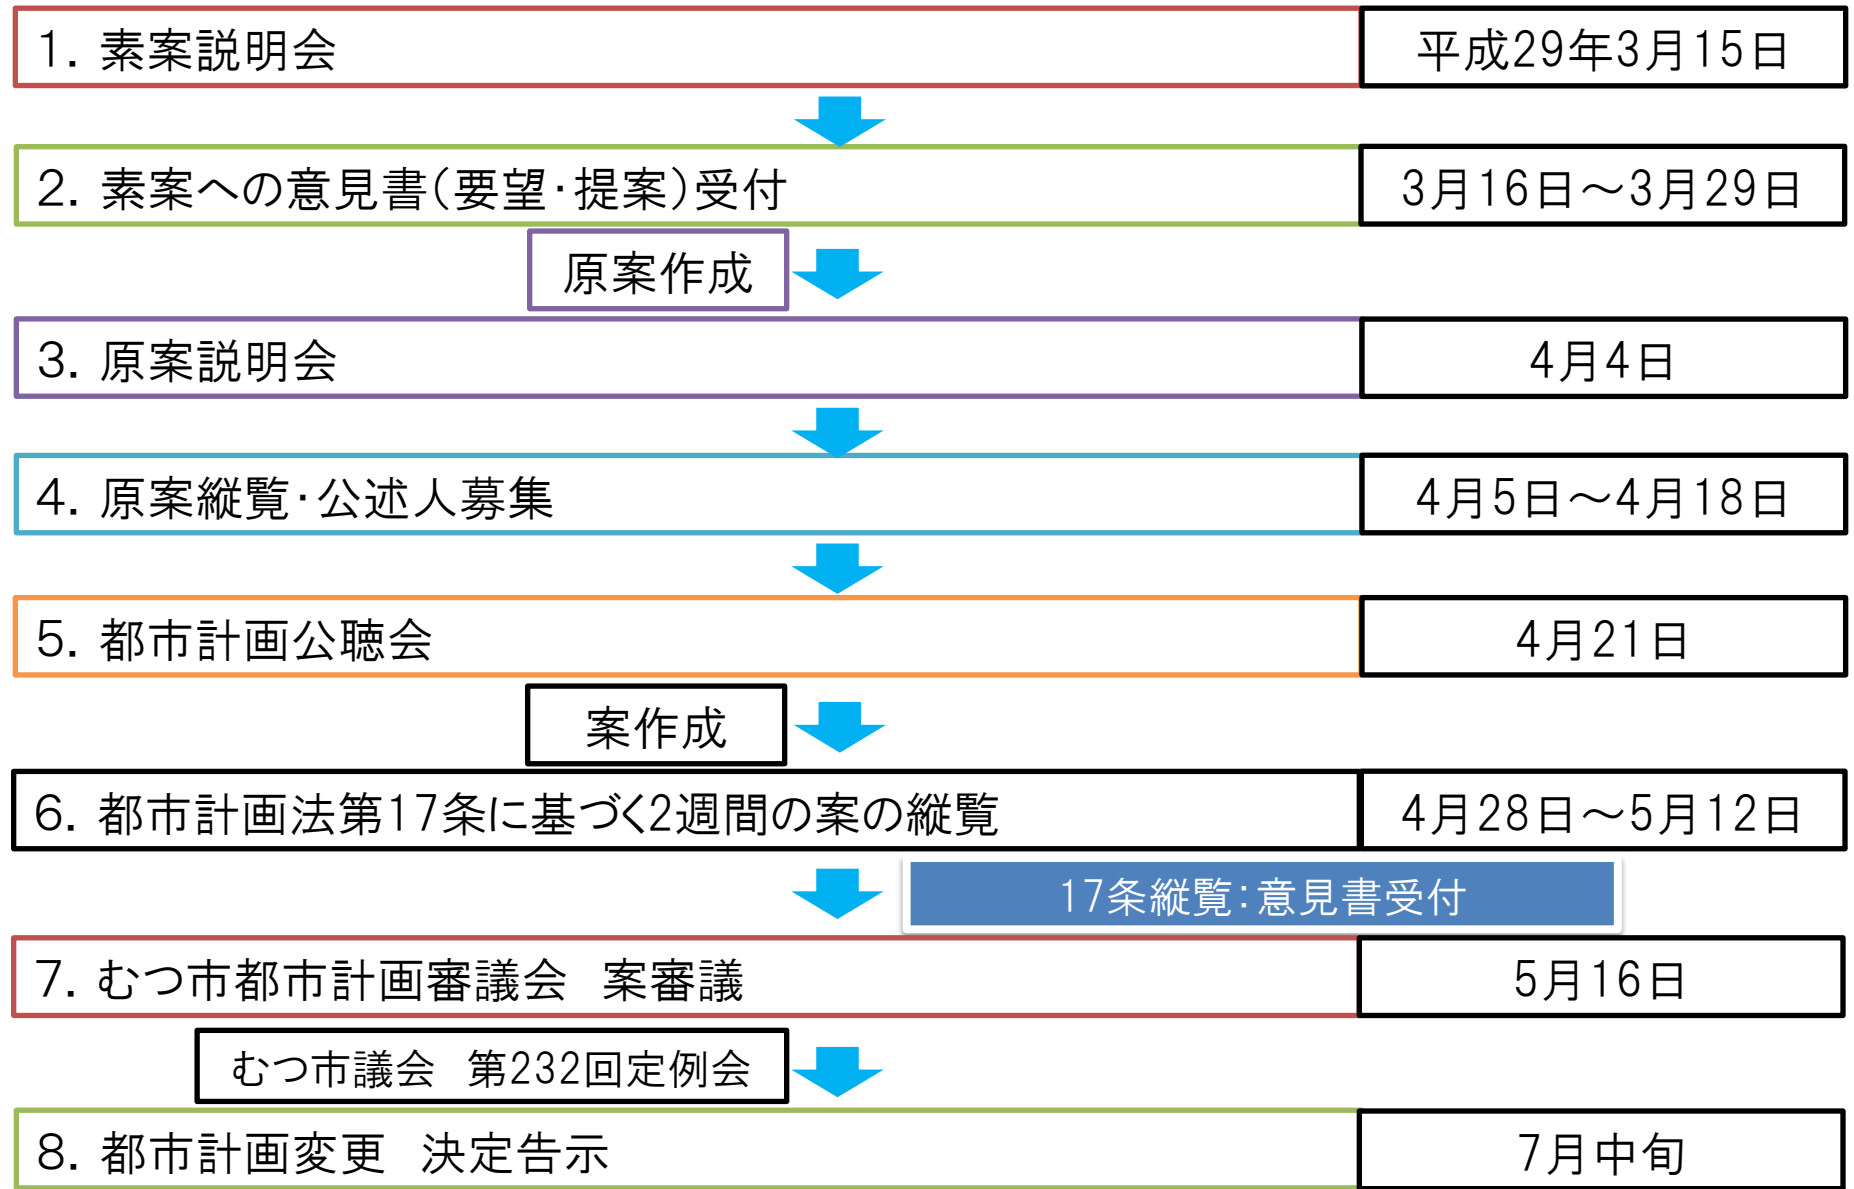 1. 素案説明会
平成29年3月15日
2. 素案への意見書(要望・提案)受付
3月16日～3月29日
原案作成
3. 原案説明会
4月4日
4. 原案縦覧・公述人募集
4月5日～4月18日
5. 都市計画公聴会
4月21日
案作成
6. 都市計画法第17条に基づく2週間の案の縦覧
4月28日～5月12日
17条縦覧:意見書受付
7. むつ市都市計画審議会　案審議
5月16日
むつ市議会　第232回定例会
8. 都市計画変更　決定告示
7月中旬